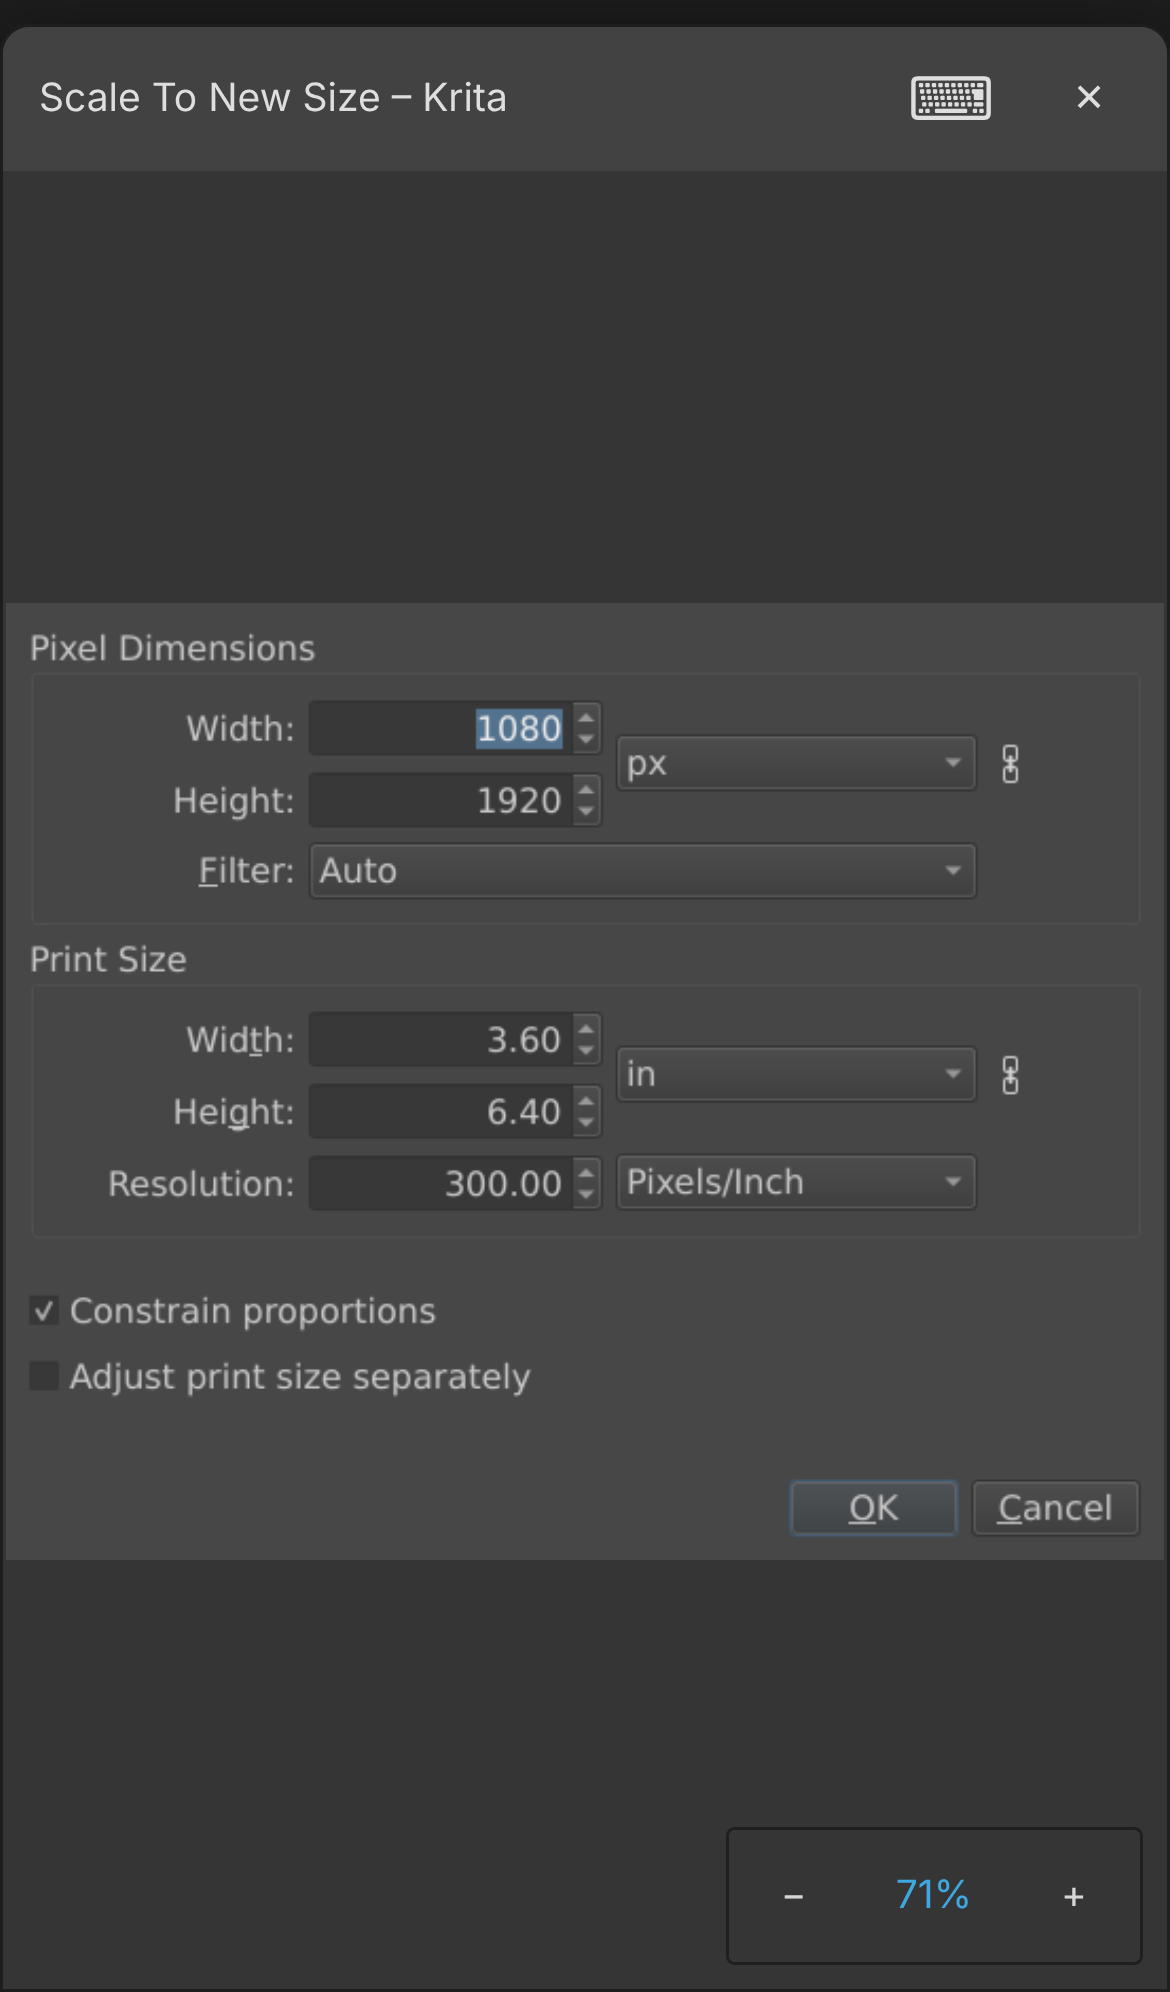 Scale To New Size – Krita
Pixel Dimensions
Width: 1080
px
Height: 1920
Filter: Auto
Print Size
Width: 3.60
in
Height: 6.40
Resolution: 300.00 Pixels/Inch
Constrain proportions
Adjust print size separately
OK Cancel
− 71% +